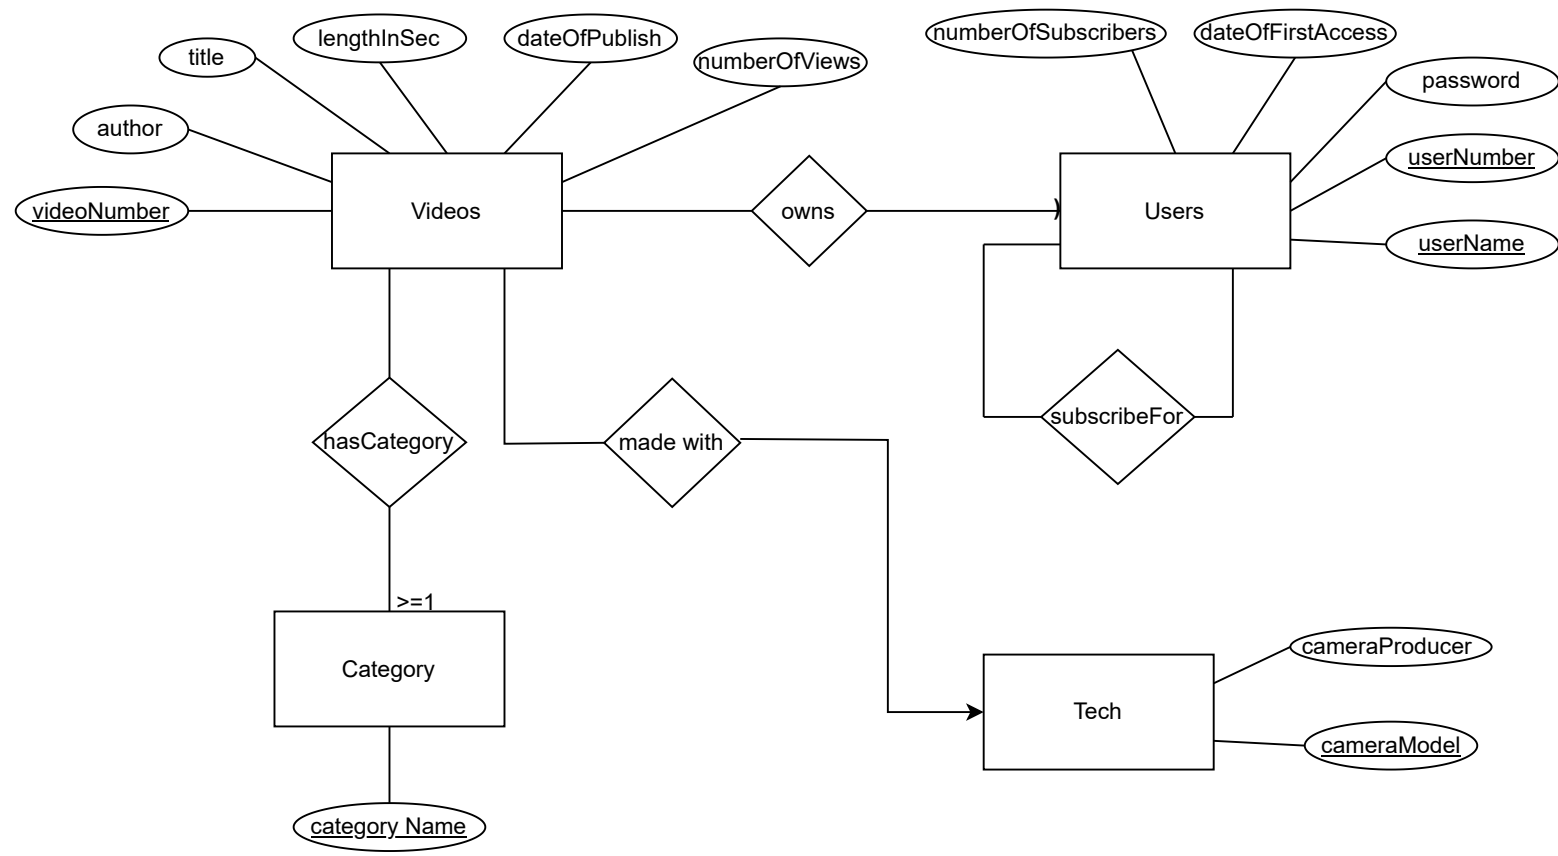 lengthInSec
dateOfPublish
numberOfSubscribers
dateOfFirstAccess
title
numberOfViews
password
author
userNumber
videoNumber
Videos
owns
Users
userName
subscribeFor
hasCategory
made with
>=1
Category
cameraProducer
Tech
cameraModel
category Name